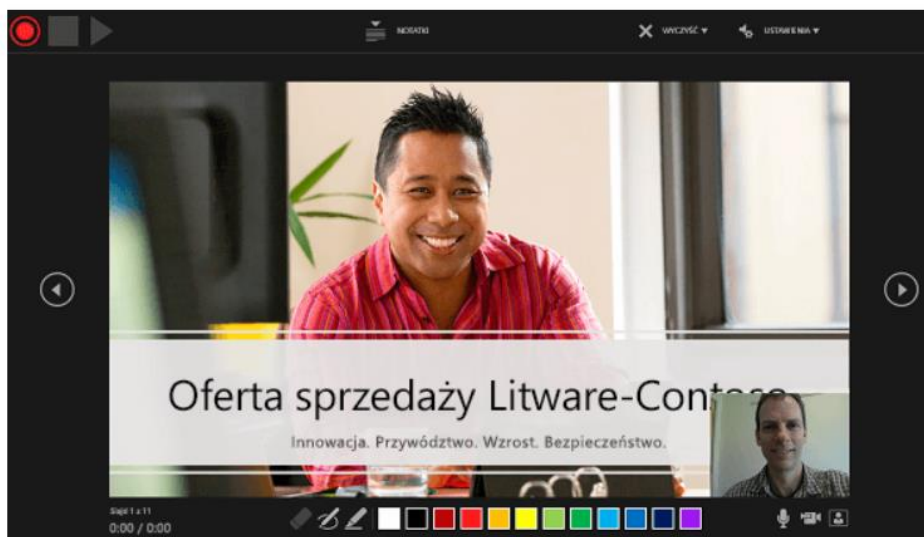 NOTATKI
WYCZYŚĆ
USTAWIENIA
Oferta sprzedaży Litware-Contoso
Innowacja. Przywództwo. Wzrost. Bezpieczeństwo.
Slajd 1 z 11
0:00 / 0:00